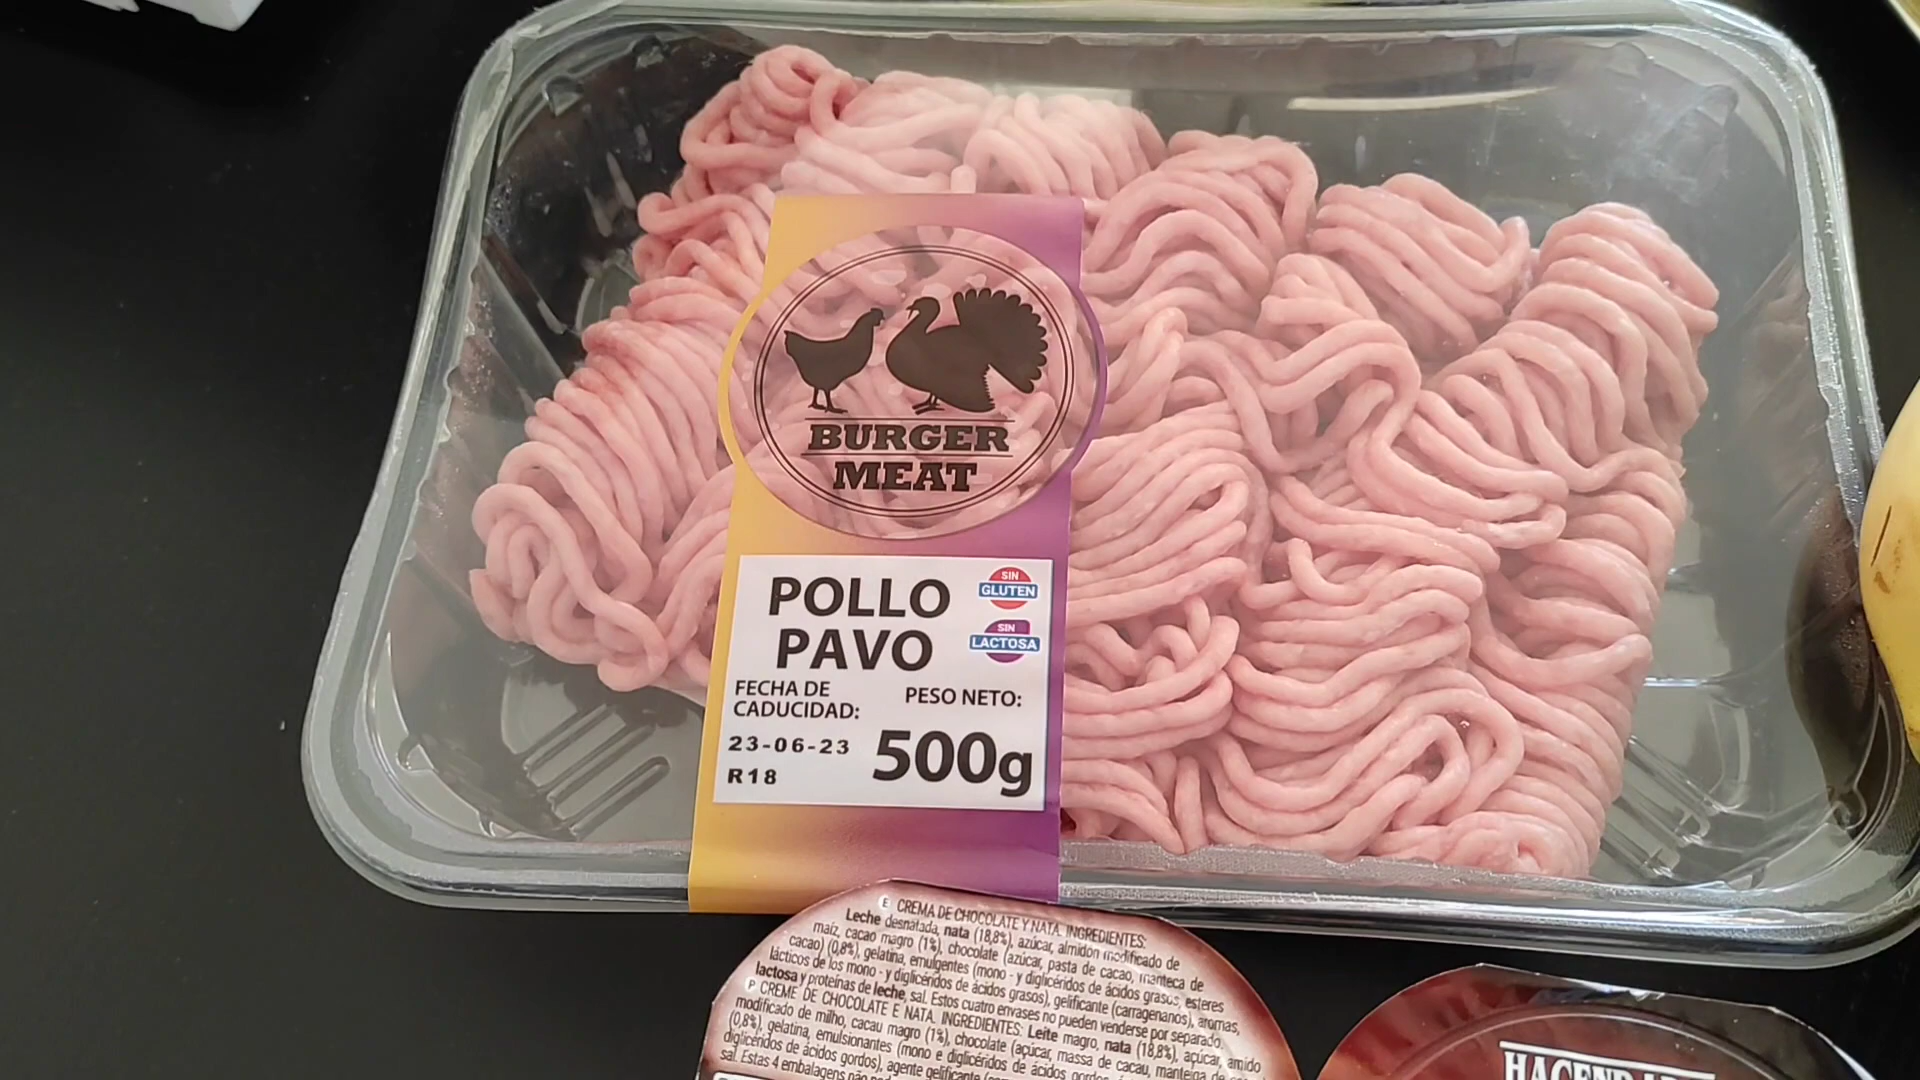 BURGER
MEAT
POLLO
PAVO
SIN
GLUTEN
SIN
LACTOSA
FECHA DE
CADUCIDAD:
23-06-23
R18
PESO NETO:
500g
E CREMA DE CHOCOLATE Y NATA. INGREDIENTES:
Leche desnatada, nata (18,8%), azúcar, almidón modificado de
maíz, cacao magro (1%), chocolate (azúcar, pasta de cacao, manteca de
cacao) (0,8%), gelatina, emulgentes (mono - y diglicéridos de ácidos grasos, esteres
lácticos de los mono - y diglicéridos de ácidos grasos), gelificante (carragenanos), aromas,
lactosa y proteínas de leche, sal. Estos cuatro envases no pueden venderse por separado.
P CREME DE CHOCOLATE E NATA. INGREDIENTES: Leite magro, nata (18,8%), açúcar, amido
modificado de milho, cacau magro (1%), chocolate (açúcar, massa de cacau, manteiga de
(0,8%), gelatina, emulsionantes (mono e diglicéridos de ácidos gordos,
diglicéridos de ácidos gordos), agente gelificante
sal. Estas 4 embalagens não